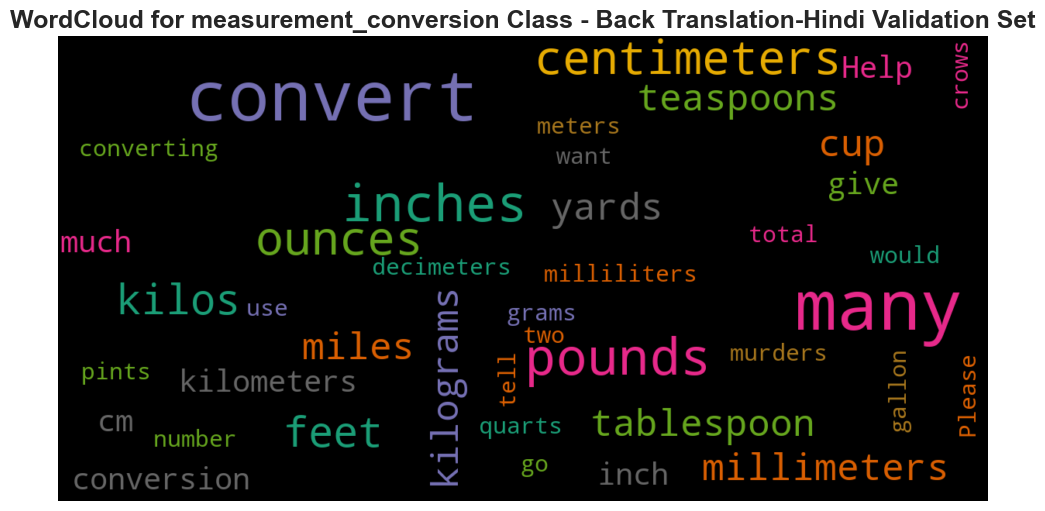 WordCloud for measurement_conversion Class - Back Translation-Hindi Validation Set
centimeters
Help
crows
convert
teaspoons
meters
converting
want
cup
give
inches
yards
much
ounces
total
would
decimeters
milliliters
kilos
use
grams
many
two
miles
kilograms
tell
pounds
murders
gallon
Please
pints
kilometers
cm
number
feet
quarts
tablespoon
go
conversion
inch
millimeters